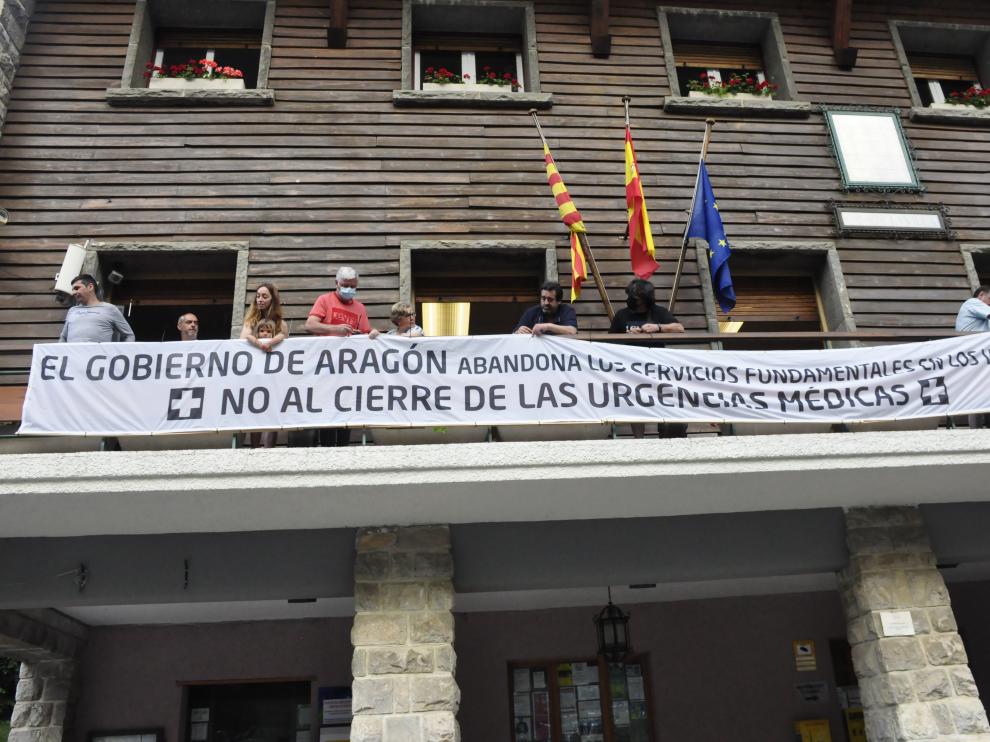 EL GOBIERNO DE ARAGÓN ABANDONA LOS SERVICIOS FUNDAMENTALES EN LOS
NO AL CIERRE DE LAS URGENCIAS MÉDICAS